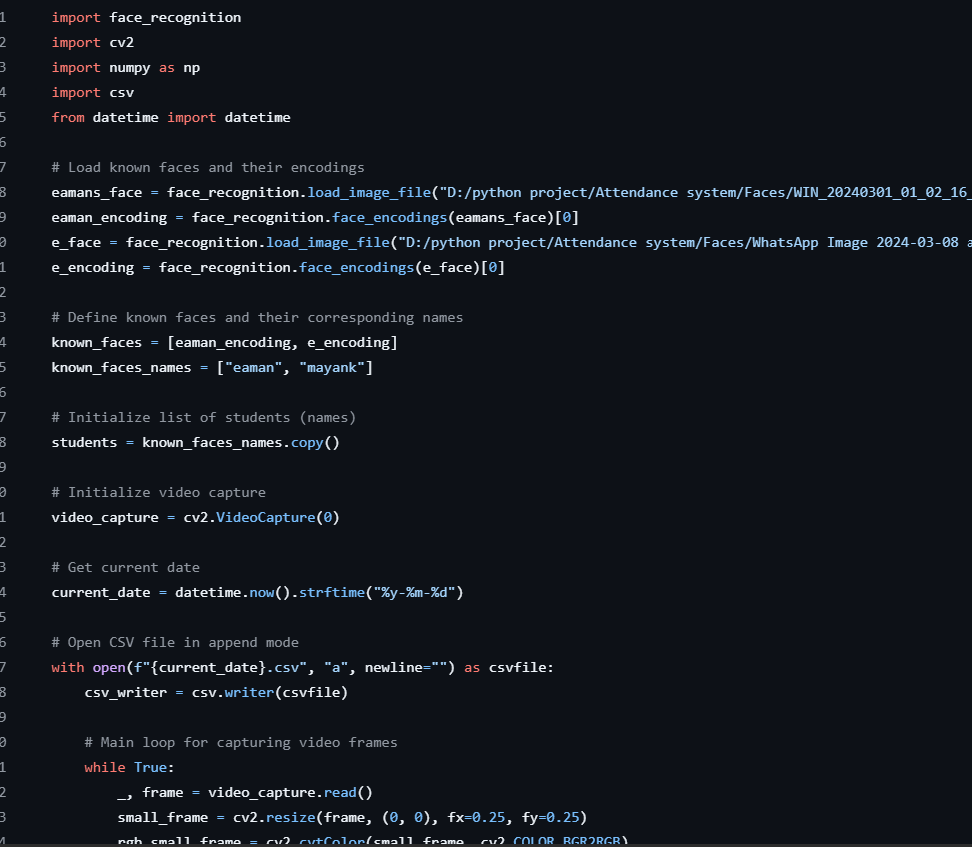 1 import face_recognition
2 import cv2
3 import numpy as np
4 import csv
5 from datetime import datetime
6
7 # Load known faces and their encodings
8 eamans_face = face_recognition.load_image_file("D:/python project/Attendance system/Faces/WIN_20240301_01_02_16_
9 eaman_encoding = face_recognition.face_encodings(eamans_face)[0]
0 e_face = face_recognition.load_image_file("D:/python project/Attendance system/Faces/WhatsApp Image 2024-03-08 a
1 e_encoding = face_recognition.face_encodings(e_face)[0]
2
3 # Define known faces and their corresponding names
4 known_faces = [eaman_encoding, e_encoding]
5 known_faces_names = ["eaman", "mayank"]
6
7 # Initialize list of students (names)
8 students = known_faces_names.copy()
9
0 # Initialize video capture
1 video_capture = cv2.VideoCapture(0)
2
3 # Get current date
4 current_date = datetime.now().strftime("%y-%m-%d")
5
6 # Open CSV file in append mode
7 with open(f"{current_date}.csv", "a", newline="") as csvfile:
8     csv_writer = csv.writer(csvfile)
9
0     # Main loop for capturing video frames
1     while True:
2         _, frame = video_capture.read()
3         small_frame = cv2.resize(frame, (0, 0), fx=0.25, fy=0.25)
4         rgb_small_frame = cv2.cvtColor(small_frame, cv2.COLOR_BGR2RGB)